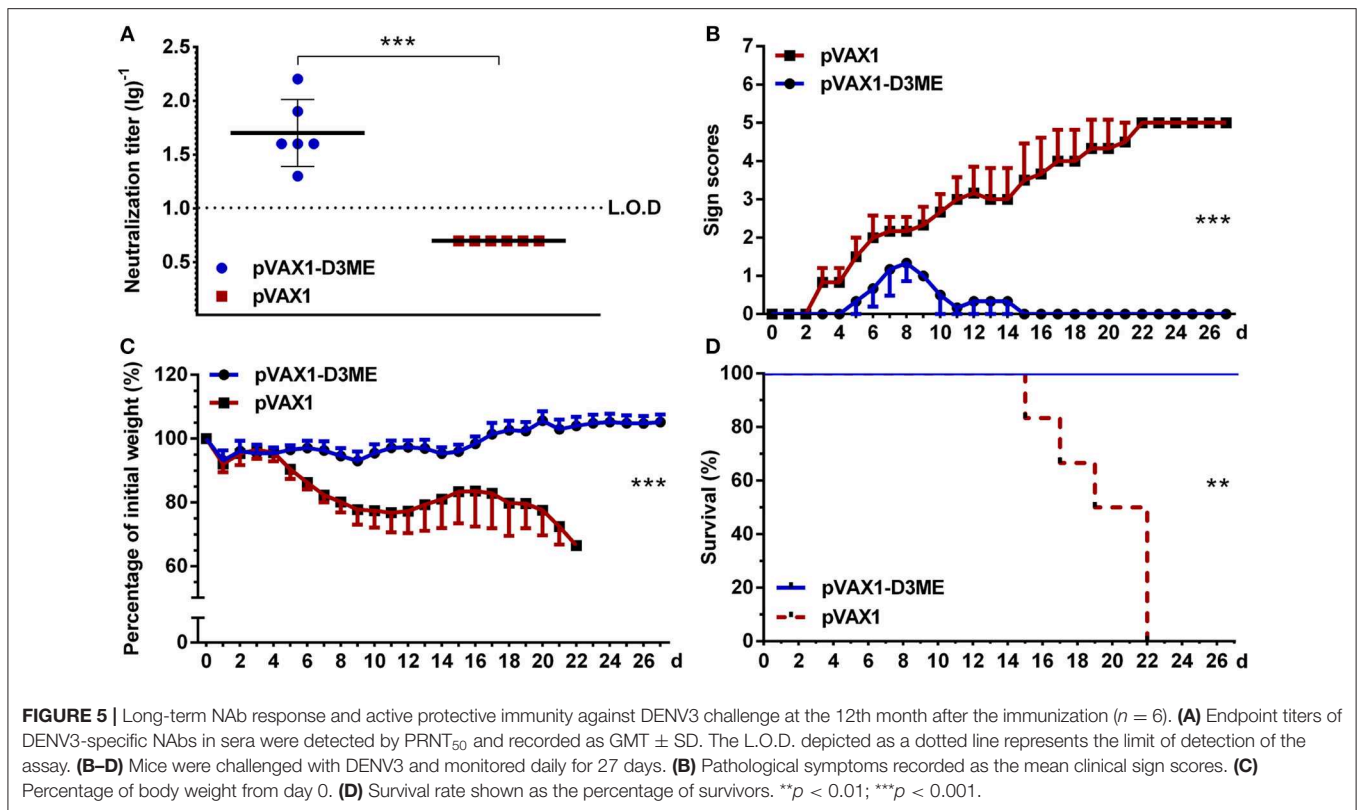 A
Neutralization titer (lg)-1
2.5
2.0
1.5
1.0
0.5
***
L.O.D
pVAX1-D3ME
pVAX1
B
Sign scores
7
6
5
4
3
2
1
0
pVAX1
pVAX1-D3ME
***
0 2 4 6 8 10 12 14 16 18 20 22 24 26 d
C
Percentage of initial weight (%)
120
100
80
60
0
pVAX1-D3ME
pVAX1
***
0 2 4 6 8 10 12 14 16 18 20 22 24 26 d
D
Survival (%)
100
80
60
40
20
0
**
pVAX1-D3ME
pVAX1
0 2 4 6 8 10 12 14 16 18 20 22 24 26 d
FIGURE 5 | Long-term NAb response and active protective immunity against DENV3 challenge at the 12th month after the immunization (n = 6). (A) Endpoint titers of
DENV3-specific NAbs in sera were detected by PRNT50 and recorded as GMT ± SD. The L.O.D. depicted as a dotted line represents the limit of detection of the
assay. (B–D) Mice were challenged with DENV3 and monitored daily for 27 days. (B) Pathological symptoms recorded as the mean clinical sign scores. (C)
Percentage of body weight from day 0. (D) Survival rate shown as the percentage of survivors. **p < 0.01; ***p < 0.001.